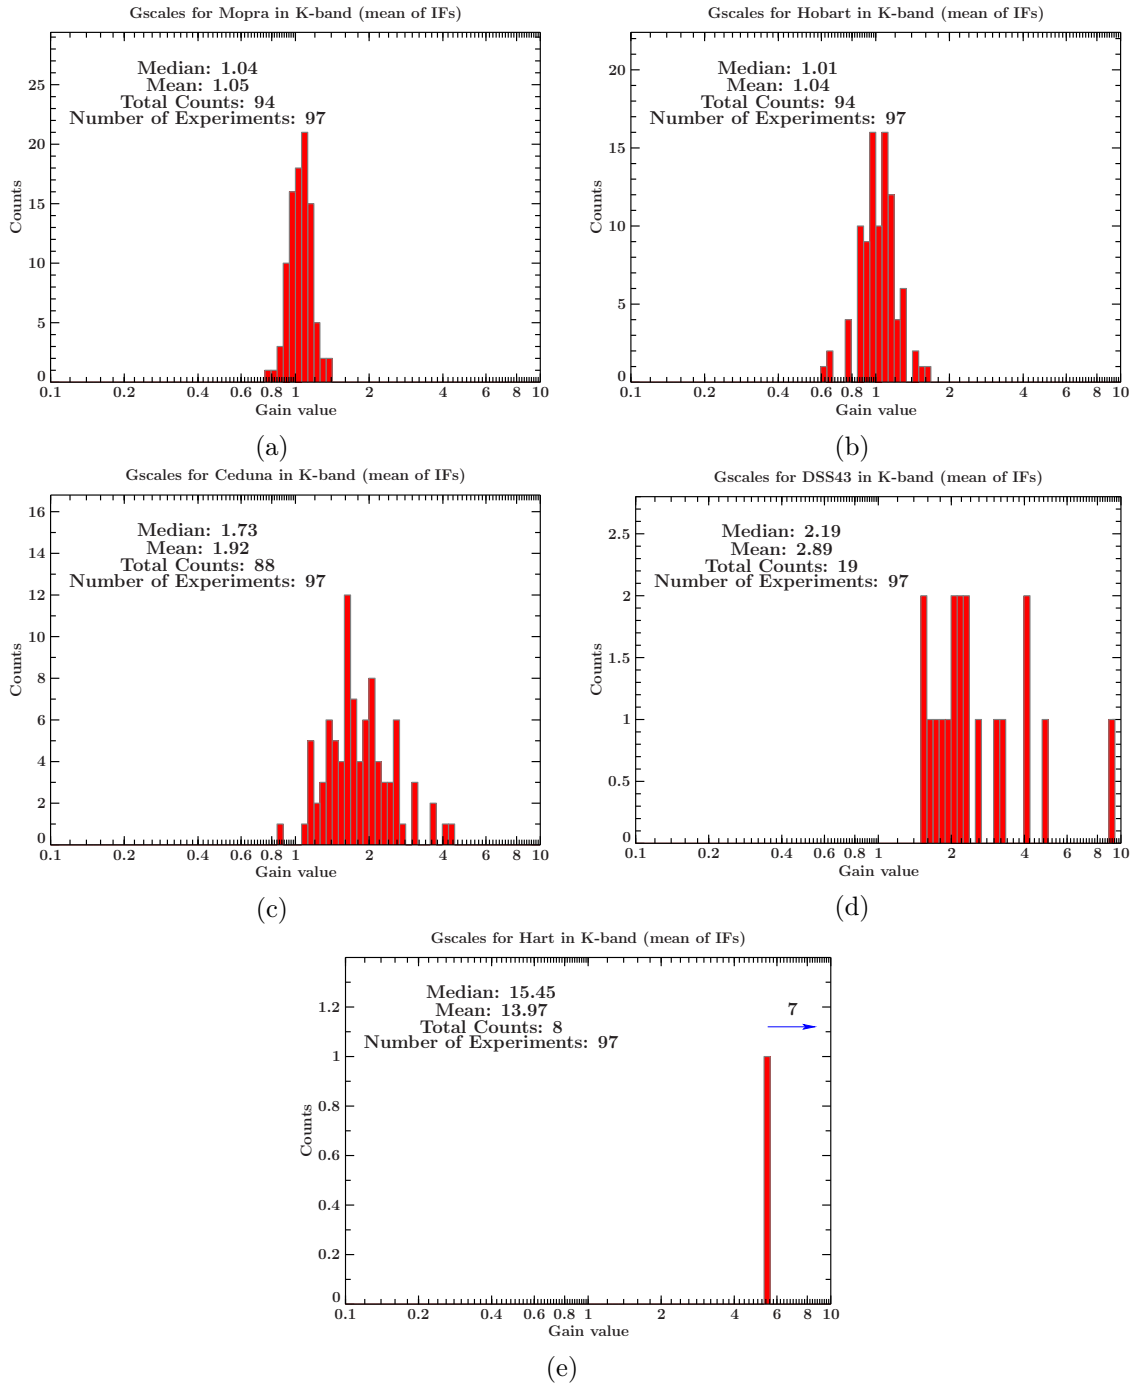 Gscales for Mopra in K-band (mean of IFs)
Median: 1.04
Mean: 1.05
Total Counts: 94
Number of Experiments: 97
Counts
25
20
15
10
5
0
0.1 0.2 0.4 0.6 0.8 1 2 4 6 8 10
Gain value
(a)
Gscales for Hobart in K-band (mean of IFs)
Median: 1.01
Mean: 1.04
Total Counts: 94
Number of Experiments: 97
Counts
20
15
10
5
0
0.1 0.2 0.4 0.6 0.8 1 2 4 6 8 10
Gain value
(b)
Gscales for Ceduna in K-band (mean of IFs)
Median: 1.73
Mean: 1.92
Total Counts: 88
Number of Experiments: 97
Counts
16
14
12
10
8
6
4
2
0
0.1 0.2 0.4 0.6 0.8 1 2 4 6 8 10
Gain value
(c)
Gscales for DSS43 in K-band (mean of IFs)
Median: 2.19
Mean: 2.89
Total Counts: 19
Number of Experiments: 97
Counts
2.5
2
1.5
1
0.5
0
0.1 0.2 0.4 0.6 0.8 1 2 4 6 8 10
Gain value
(d)
Gscales for Hart in K-band (mean of IFs)
Median: 15.45
Mean: 13.97
Total Counts: 8
Number of Experiments: 97
7
Counts
1.2
1
0.8
0.6
0.4
0.2
0
0.1 0.2 0.4 0.6 0.8 1 2 4 6 8 10
Gain value
(e)